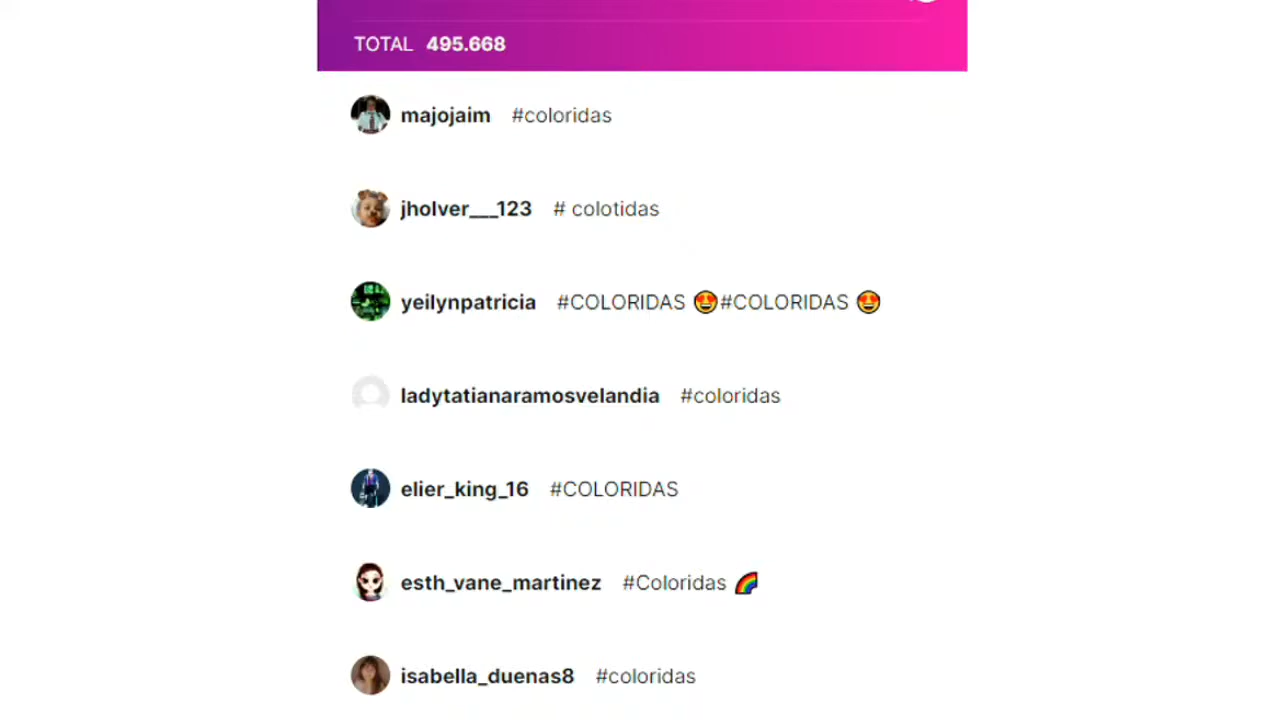 TOTAL 495.668
majojaim #coloridas
jholver___123 # colotidas
yeilynpatricia #COLORIDAS 😍#COLORIDAS 😍
ladytatianaramosvelandia #coloridas
elier_king_16 #COLORIDAS
esth_vane_martinez #Coloridas 🌈
isabella_duenas8 #coloridas